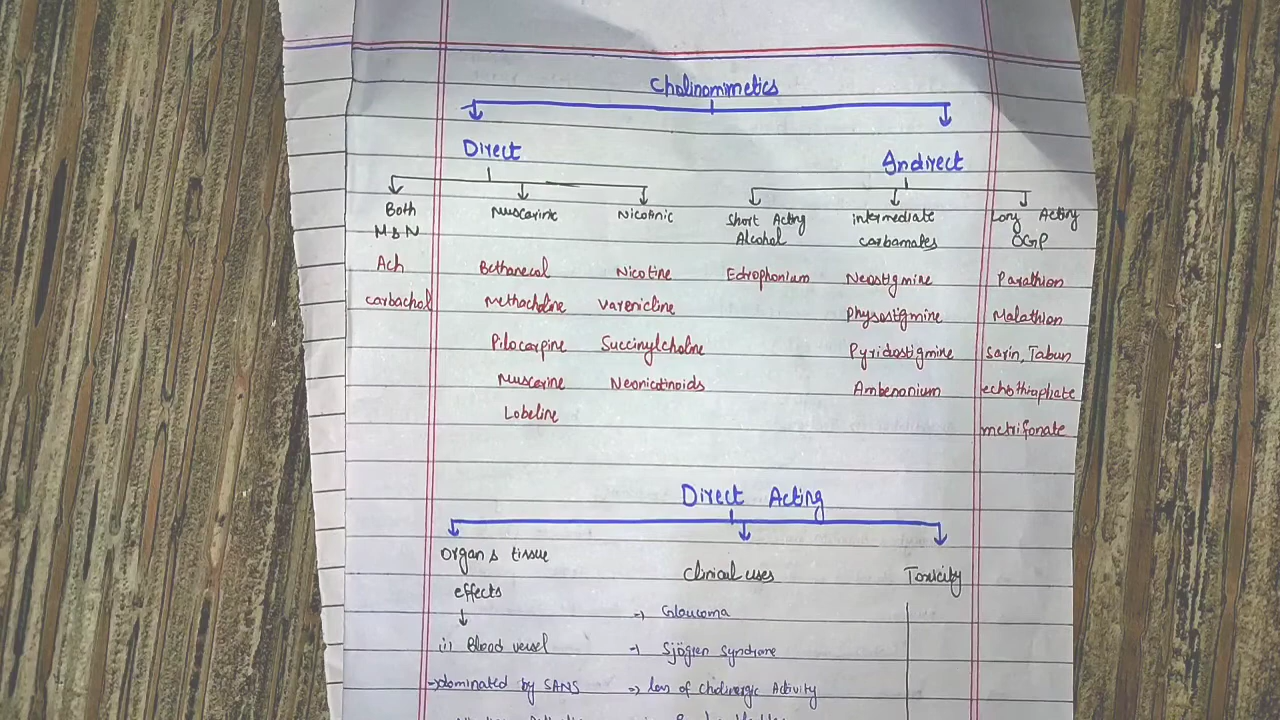 Cholinomimetics
Direct Indirect
Both Muscarinic Nicotinic Short Acting intermediate Long Acting
M & N Alcohol carbamates OGP
Ach Bethanecol Nicotine Edrophonium Neostigmine Parathion
carbachol Methacholine Varenicline Physostigmine Malathion
Pilocarpine Succinylcholine Pyridostigmine Sarin, Tabun
Muscarine Neonicotinoids Ambenonium echothiophate
Lobeline metrifonate
Direct Acting
Organ & tissue Clinical uses Toxicity
effects
→ Glaucoma
(i) Blood vessel → Sjögren Syndrome
→ dominated by SANS → loss of cholinergic Activity